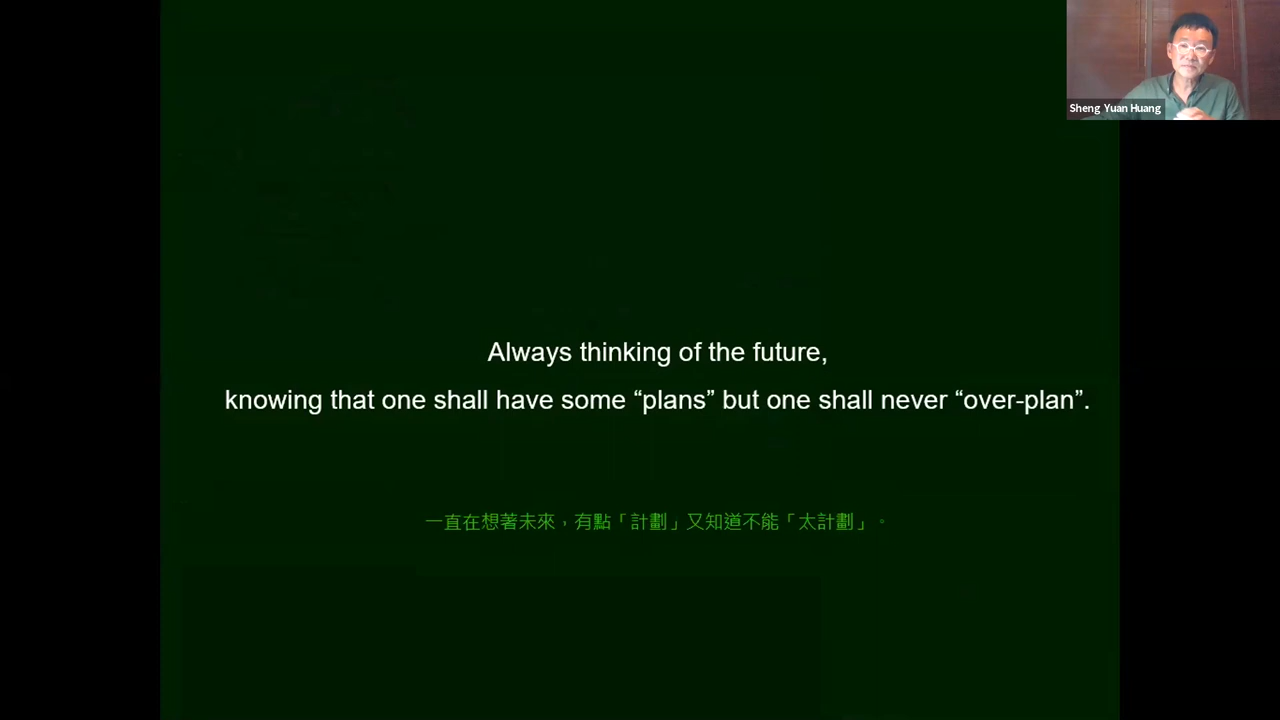 Sheng Yuan Huang
Always thinking of the future,
knowing that one shall have some “plans” but one shall never “over-plan”.
一直在想著未來，有點「計劃」又知道不能「太計劃」。